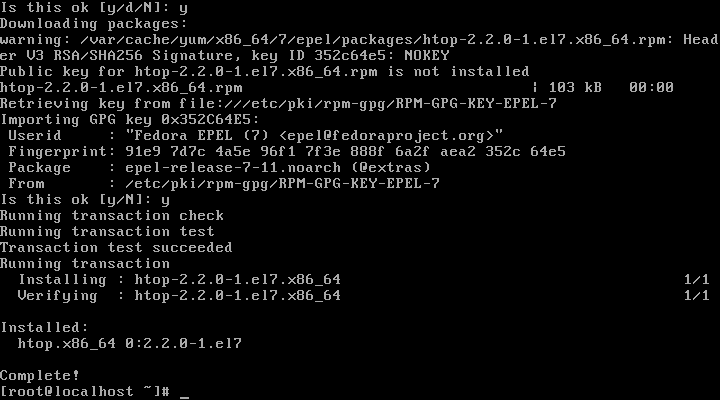 Is this ok [y/d/N]: y
Downloading packages:
warning: /var/cache/yum/x86_64/7/epel/packages/htop-2.2.0-1.el7.x86_64.rpm: Head
er V3 RSA/SHA256 Signature, key ID 352c64e5: NOKEY
Public key for htop-2.2.0-1.el7.x86_64.rpm is not installed
htop-2.2.0-1.el7.x86_64.rpm | 103 kB 00:00
Retrieving key from file:///etc/pki/rpm-gpg/RPM-GPG-KEY-EPEL-7
Importing GPG key 0x352C64E5:
 Userid     : "Fedora EPEL (7) <epel@fedoraproject.org>"
 Fingerprint: 91e9 7d7c 4a5e 96f1 7f3e 888f 6a2f aea2 352c 64e5
 Package    : epel-release-7-11.noarch (@extras)
 From       : /etc/pki/rpm-gpg/RPM-GPG-KEY-EPEL-7
Is this ok [y/N]: y
Running transaction check
Running transaction test
Transaction test succeeded
Running transaction
  Installing : htop-2.2.0-1.el7.x86_64 1/1
  Verifying  : htop-2.2.0-1.el7.x86_64 1/1

Installed:
  htop.x86_64 0:2.2.0-1.el7

Complete!
[root@localhost ~]# _